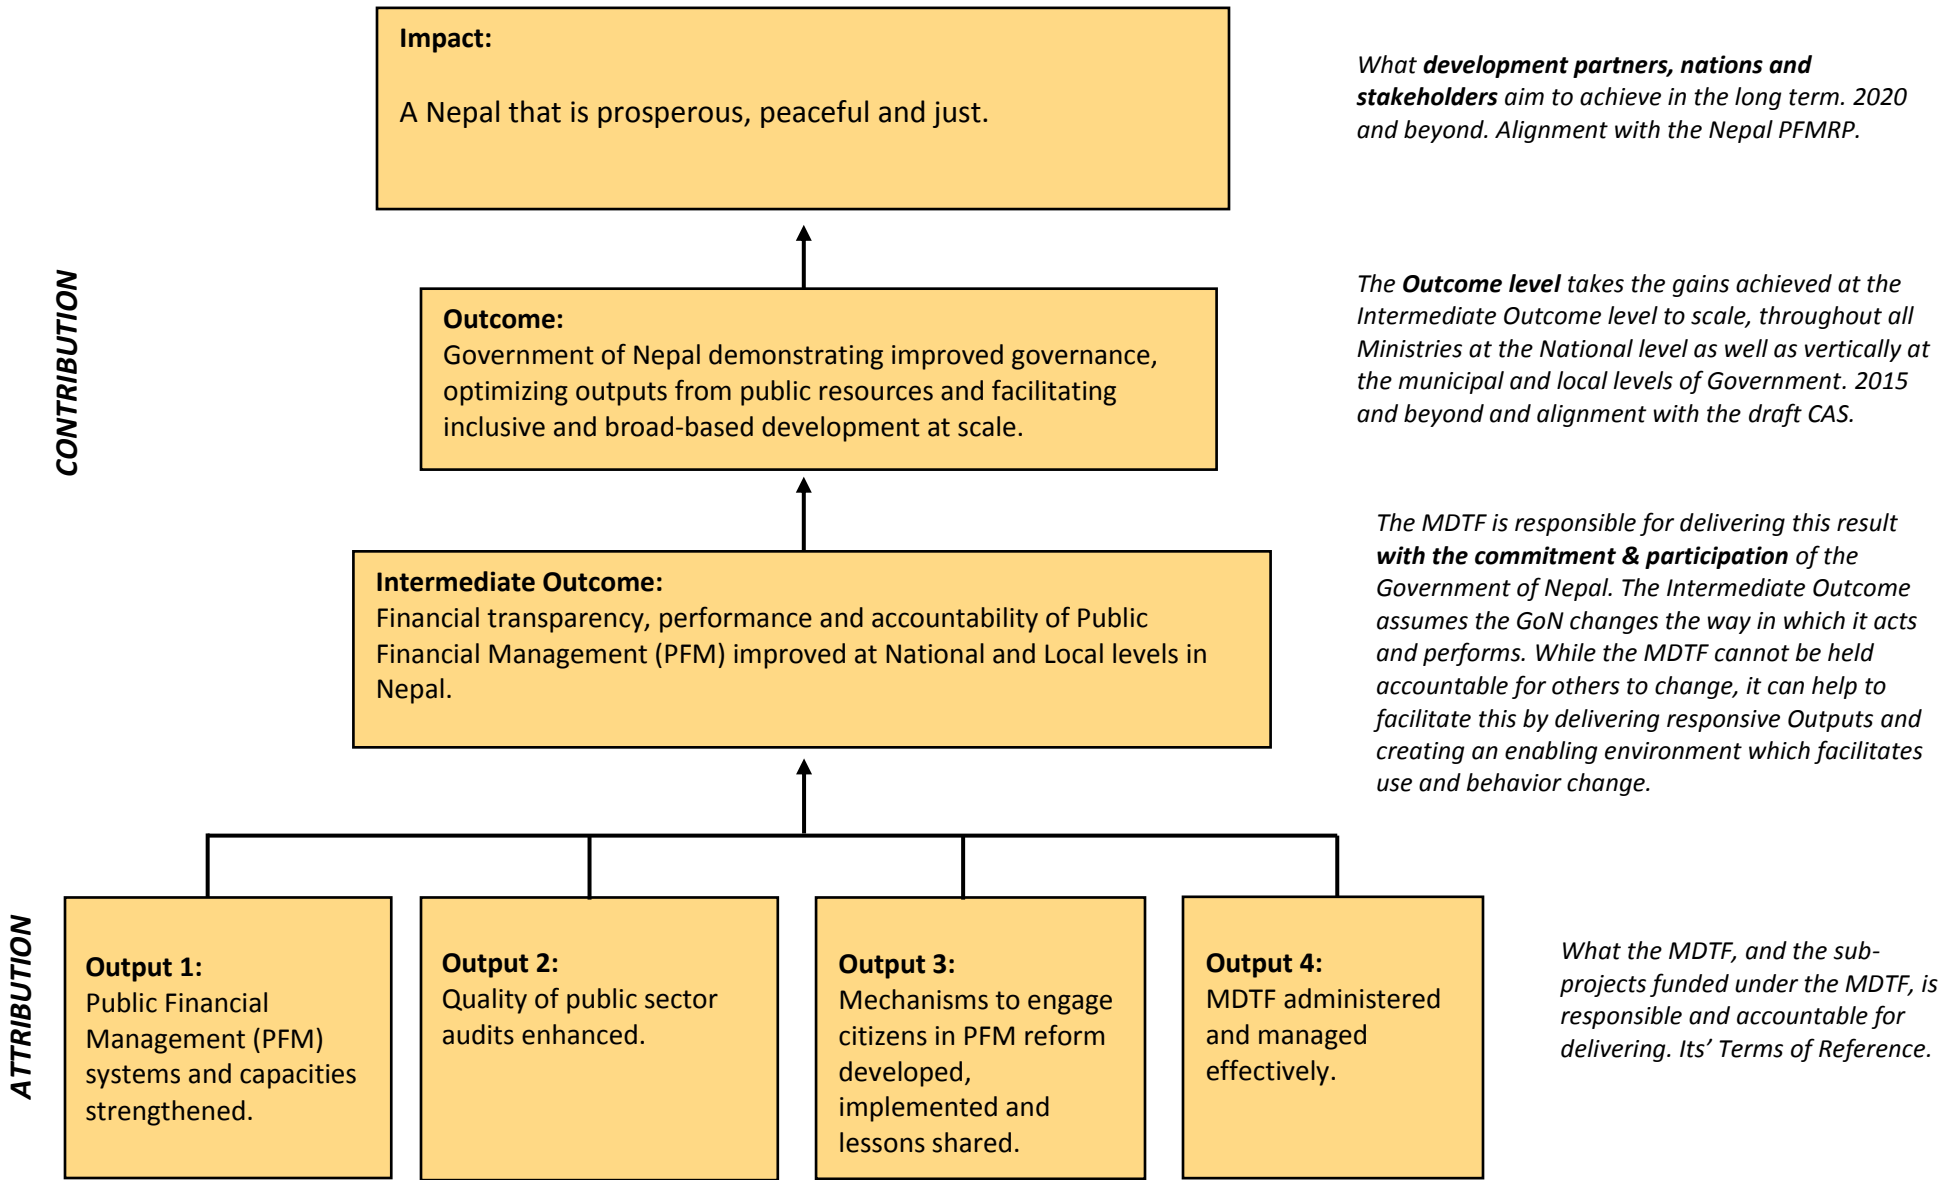 Impact:
A Nepal that is prosperous, peaceful and just.
What development partners, nations and
stakeholders aim to achieve in the long term. 2020
and beyond. Alignment with the Nepal PFMRP.
CONTRIBUTION
Outcome:
Government of Nepal demonstrating improved governance,
optimizing outputs from public resources and facilitating
inclusive and broad-based development at scale.
The Outcome level takes the gains achieved at the
Intermediate Outcome level to scale, throughout all
Ministries at the National level as well as vertically at
the municipal and local levels of Government. 2015
and beyond and alignment with the draft CAS.
Intermediate Outcome:
Financial transparency, performance and accountability of Public
Financial Management (PFM) improved at National and Local levels in
Nepal.
The MDTF is responsible for delivering this result
with the commitment & participation of the
Government of Nepal. The Intermediate Outcome
assumes the GoN changes the way in which it acts
and performs. While the MDTF cannot be held
accountable for others to change, it can help to
facilitate this by delivering responsive Outputs and
creating an enabling environment which facilitates
use and behavior change.
ATTRIBUTION
Output 1:
Public Financial
Management (PFM)
systems and capacities
strengthened.
Output 2:
Quality of public sector
audits enhanced.
Output 3:
Mechanisms to engage
citizens in PFM reform
developed,
implemented and
lessons shared.
Output 4:
MDTF administered
and managed
effectively.
What the MDTF, and the sub-
projects funded under the MDTF, is
responsible and accountable for
delivering. Its’ Terms of Reference.